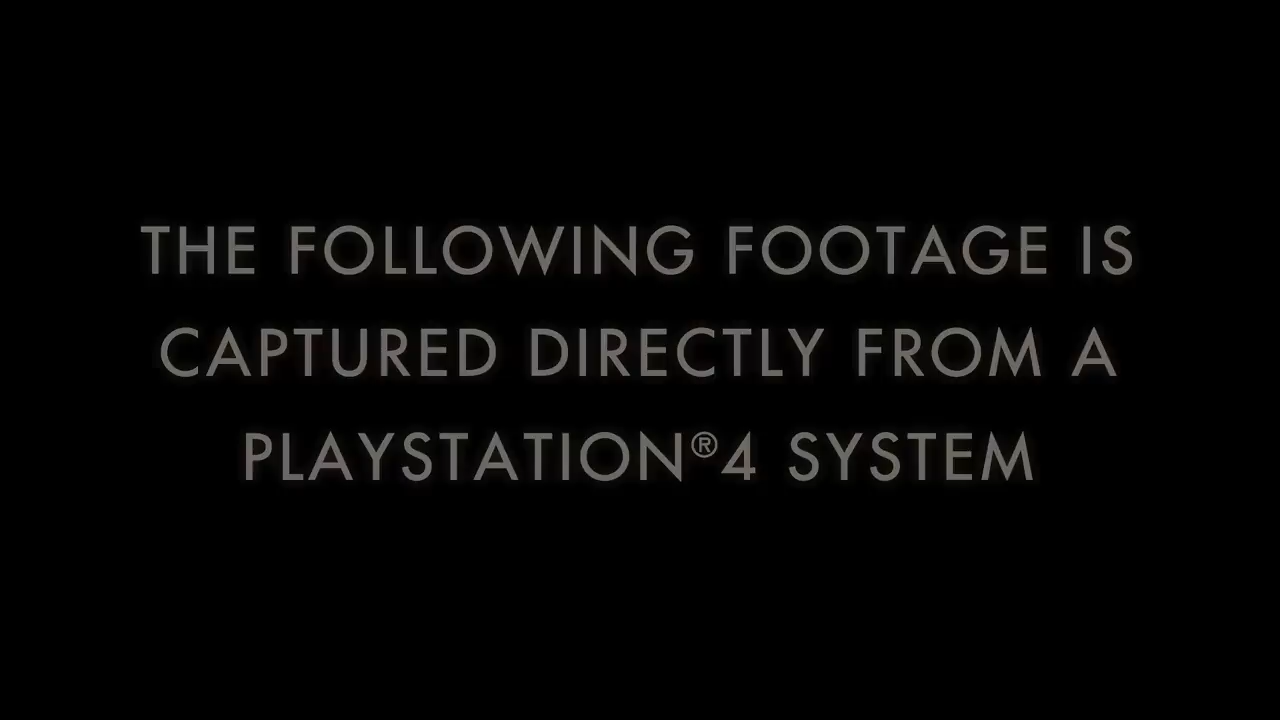 THE FOLLOWING FOOTAGE IS
CAPTURED DIRECTLY FROM A
PLAYSTATION®4 SYSTEM